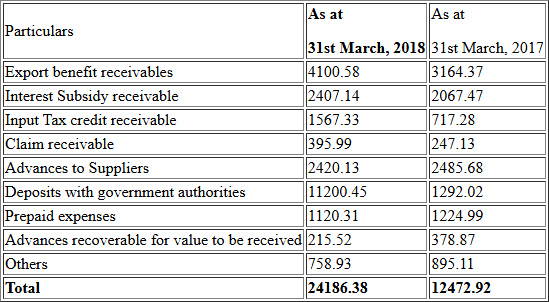 Particulars As at As at
31st March, 2018 31st March, 2017
Export benefit receivables 4100.58 3164.37
Interest Subsidy receivable 2407.14 2067.47
Input Tax credit receivable 1567.33 717.28
Claim receivable 395.99 247.13
Advances to Suppliers 2420.13 2485.68
Deposits with government authorities 11200.45 1292.02
Prepaid expenses 1120.31 1224.99
Advances recoverable for value to be received 215.52 378.87
Others 758.93 895.11
Total 24186.38 12472.92